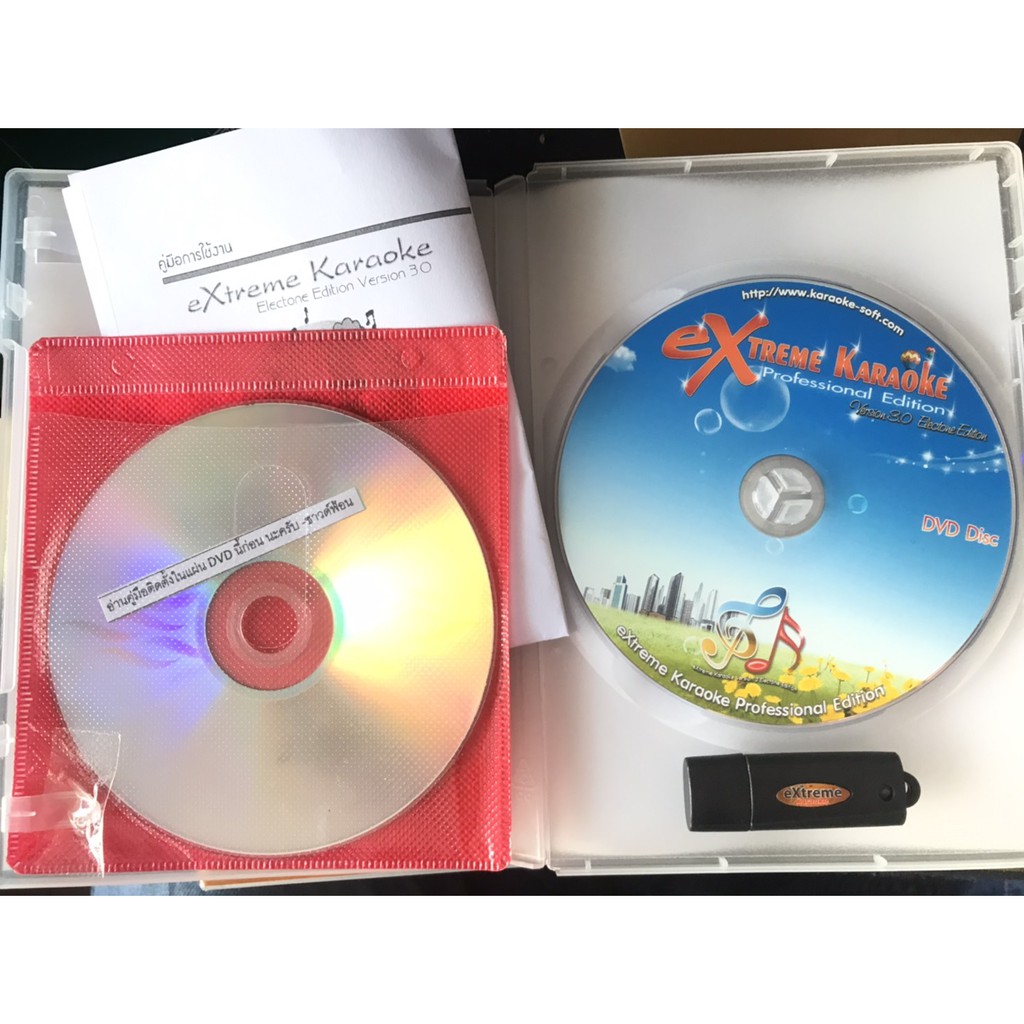 คู่มือการใช้งาน
eXtreme Karaoke
Electone Edition Version 3.0
อ่านคู่มือติดตั้งในแผ่น DVD นี้ก่อน นะครับ -ซาวด์ฟ้อน
http://www.karaoke-soft.com
eXtreme Karaoke
Professional Edition
Version 3.0 Electone Edition
DVD Disc
eXtreme Karaoke Professional Edition
eXtreme